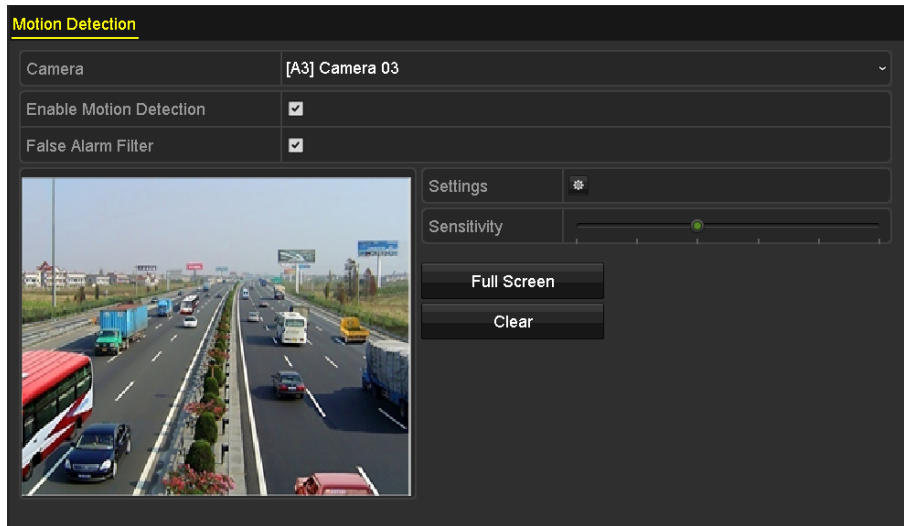 Motion Detection
Camera [A3] Camera 03
Enable Motion Detection
False Alarm Filter
Settings
Sensitivity
Full Screen
Clear